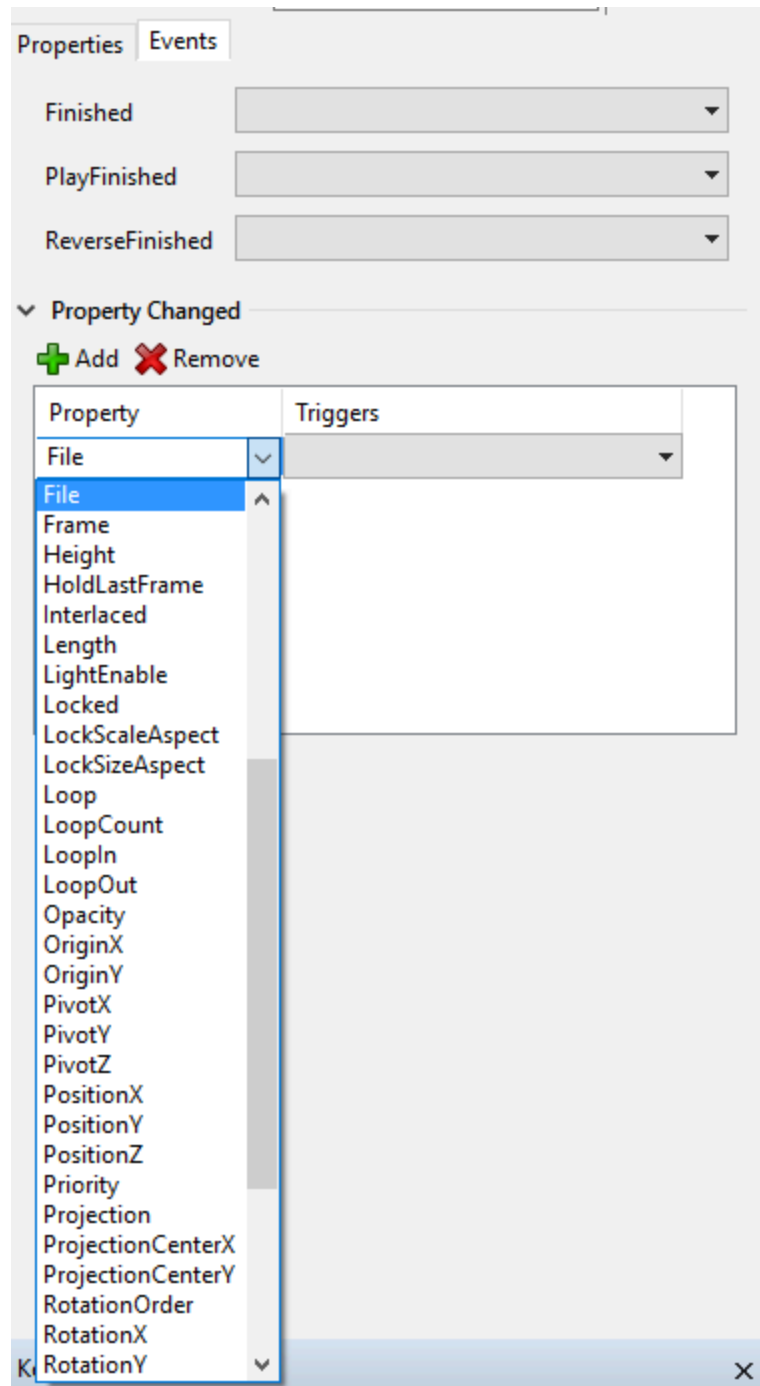 Properties Events
Finished
PlayFinished
ReverseFinished
Property Changed
Add Remove
Property Triggers
File
File
Frame
Height
HoldLastFrame
Interlaced
Length
LightEnable
Locked
LockScaleAspect
LockSizeAspect
Loop
LoopCount
LoopIn
LoopOut
Opacity
OriginX
OriginY
PivotX
PivotY
PivotZ
PositionX
PositionY
PositionZ
Priority
Projection
ProjectionCenterX
ProjectionCenterY
RotationOrder
RotationX
RotationY